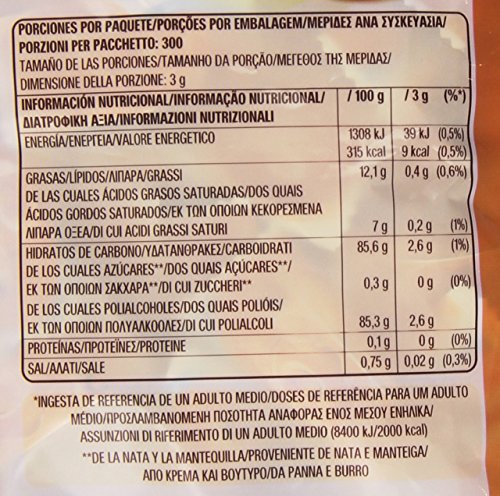 PORCIONES POR PAQUETE/PORÇÕES POR EMBALAGEM/ΜΕΡΙΔΕΣ ΑΝΑ ΣΥΣΚΕΥΑΣΙΑ/
PORZIONI PER PACCHETTO: 300
TAMAÑO DE LAS PORCIONES/TAMANHO DA PORÇÃO/ΜΕΓΕΘΟΣ ΤΗΣ ΜΕΡΙΔΑΣ/
DIMENSIONE DELLA PORZIONE: 3 g
INFORMACIÓN NUTRICIONAL/INFORMAÇÃO NUTRICIONAL/ / 100 g / 3 g (%*)
ΔΙΑΤΡΟΦΙΚΗ ΑΞΙΑ/INFORMAZIONI NUTRIZIONALI
ENERGÍA/ΕΝΕΡΓΕΙΑ/VALORE ENERGETICO 1308 kJ 39 kJ (0,5%)
315 kcal 9 kcal (0,5%)
GRASAS/LÍPIDOS/ΛΙΠΑΡΑ/GRASSI 12,1 g 0,4 g (0,6%)
DE LAS CUALES ÁCIDOS GRASOS SATURADAS/DOS QUAIS
ÁCIDOS GORDOS SATURADOS/ΕΚ ΤΩΝ ΟΠΟΙΩΝ ΚΕΚΟΡΕΣΜΕΝΑ
ΛΙΠΑΡΑ ΟΞΕΑ/DI CUI ACIDI GRASSI SATURI 7 g 0,2 g (1%)
HIDRATOS DE CARBONO/ΥΔΑΤΑΝΘΡΑΚΕΣ/CARBOIDRATI 85,6 g 2,6 g (1%)
DE LOS CUALES AZÚCARES**/DOS QUAIS AÇÚCARES**/
ΕΚ ΤΩΝ ΟΠΟΙΩΝ ΣΑΚΧΑΡΑ**/DI CUI ZUCCHERI** 0,3 g 0 g (0%)
DE LOS CUALES POLIALCOHOLES/DOS QUAIS POLIÓIS/
ΕΚ ΤΩΝ ΟΠΟΙΩΝ ΠΟΛΥΑΛΚΟΟΛΕΣ/DI CUI POLIALCOLI 85,3 g 2,6 g
PROTEÍNAS/ΠΡΩΤΕΪΝΕΣ/PROTEINE 0,1 g 0 g (0%)
SAL/ΑΛΑΤΙ/SALE 0,75 g 0,02 g (0,3%)
*INGESTA DE REFERENCIA DE UN ADULTO MEDIO/DOSES DE REFERÊNCIA PARA UM ADULTO
MÉDIO/ΠΡΟΣΛΑΜΒΑΝΟΜΕΝΗ ΠΟΣΟΤΗΤΑ ΑΝΑΦΟΡΑΣ ΕΝΟΣ ΜΕΣΟΥ ΕΝΗΛΙΚΑ/
ASSUNZIONI DI RIFERIMENTO DI UN ADULTO MEDIO (8400 kJ/2000 kcal)
**DE LA NATA Y LA MANTEQUILLA/PROVENIENTE DE NATA E MANTEIGA/
ΑΠΟ ΚΡΕΜΑ ΚΑΙ ΒΟΥΤΥΡΟ/DA PANNA E BURRO